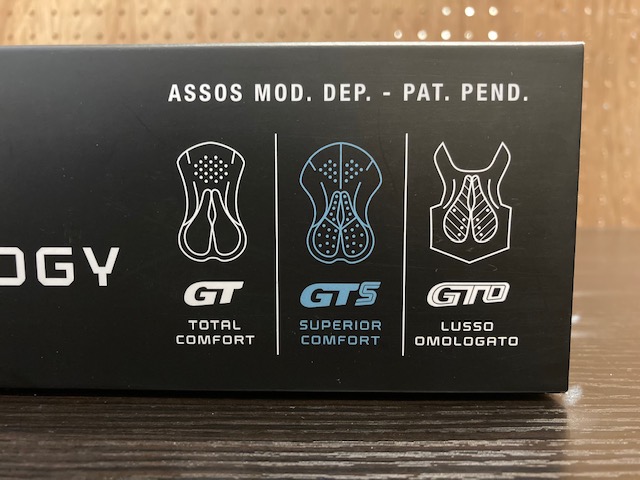 ASSOS MOD. DEP. - PAT. PEND.
OGY
GT
TOTAL
COMFORT
GTS
SUPERIOR
COMFORT
GTO
LUSSO
OMOLOGATO